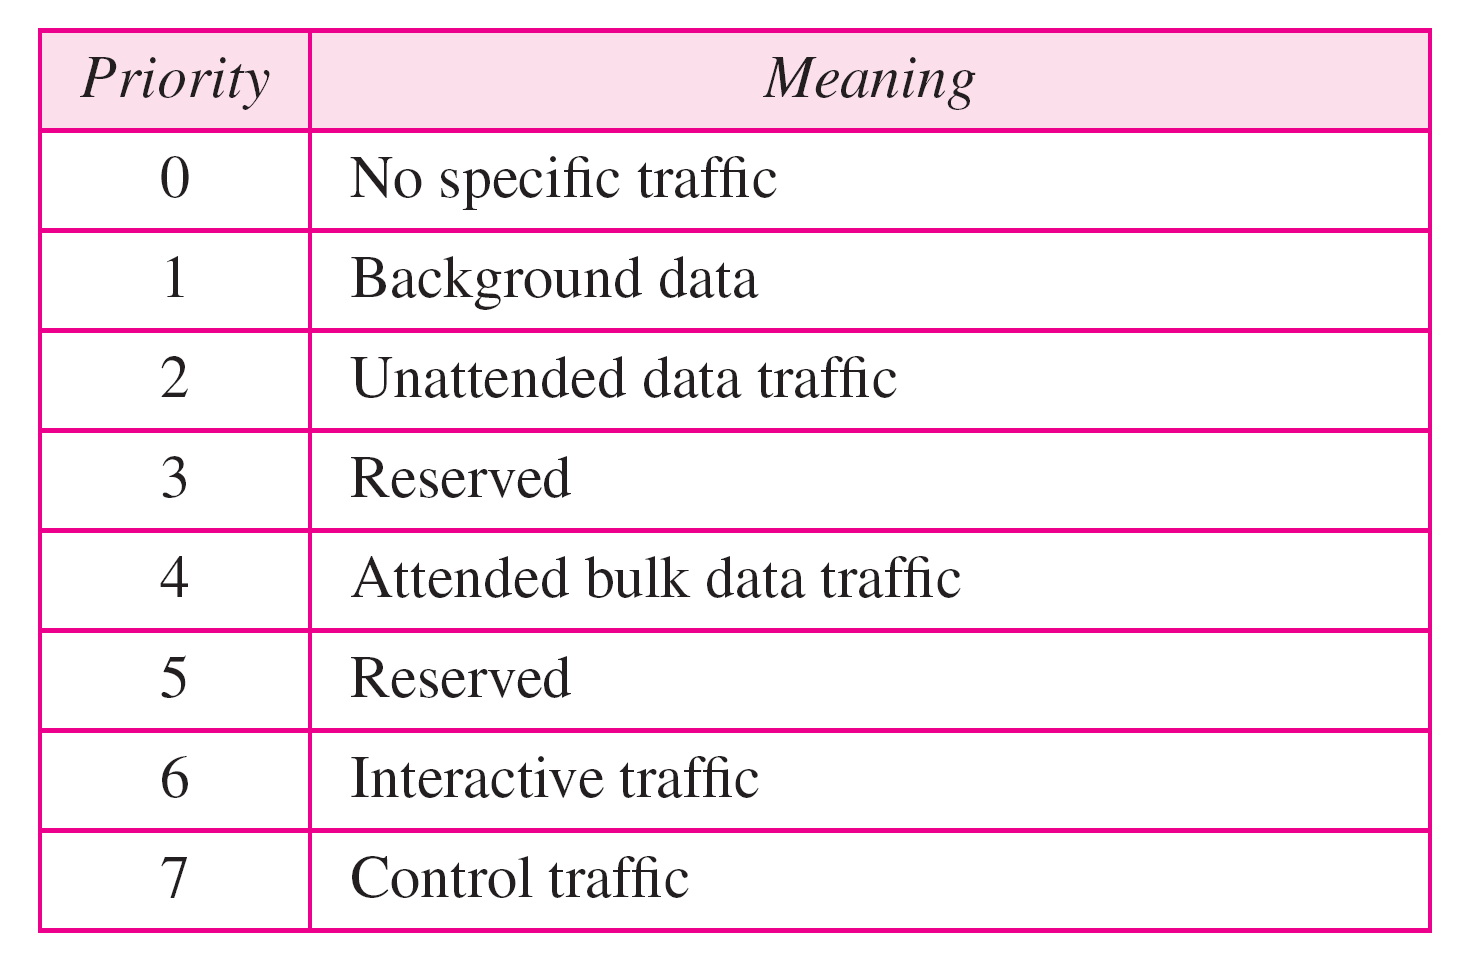 Priority Meaning
0 No specific traffic
1 Background data
2 Unattended data traffic
3 Reserved
4 Attended bulk data traffic
5 Reserved
6 Interactive traffic
7 Control traffic